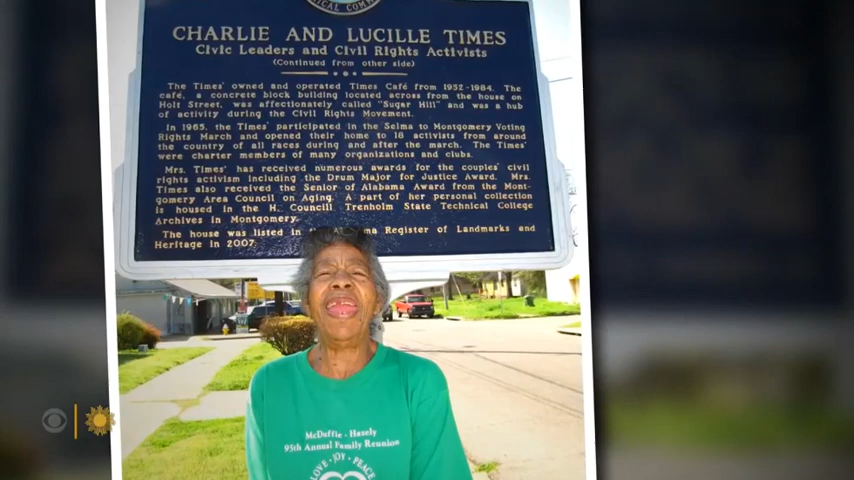 CHARLIE AND LUCILLE TIMES
Civic Leaders and Civil Rights Activists
(Continued from other side)
The Times' owned and operated Times Café from 1952-1984. The
café, a concrete block building located across from the house on
Holt Street, was affectionately called "Sugar Hill" and was a hub
of activity during the Civil Rights Movement.
In 1965, the Times' participated in the Selma to Montgomery Voting
Rights March and opened their home to 18 activists from around
the country of all races during and after the march. The Times'
were charter members of many organizations and clubs.
Mrs. Times' has received numerous awards for the couples' civil
rights activism including the Drum Major for Justice Award. Mrs.
Times also received the Senior of Alabama Award from the Mont-
gomery Area Council on Aging. A part of her personal collection
is housed in the H. Councill Trenholm State Technical College
Archives in Montgomery.
The house was listed in Register of Landmarks and
Heritage in 2007.
McDuffie - Hazely
95th Annual Family Reunion
LOVE · JOY · PEACE